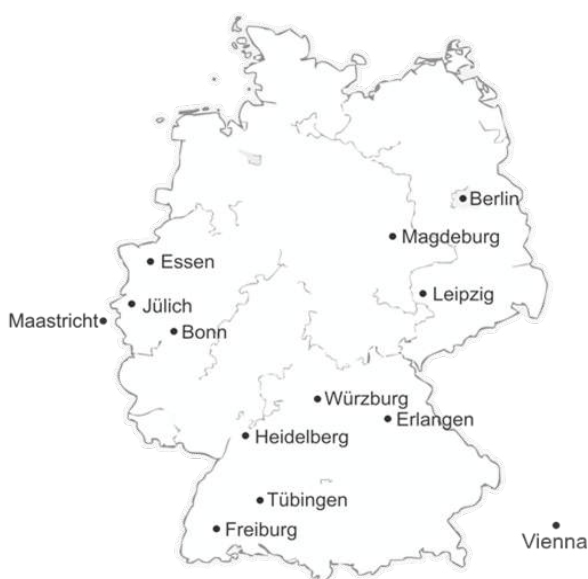 Berlin
Magdeburg
Essen
Leipzig
Jülich
Maastricht
Bonn
Würzburg
Erlangen
Heidelberg
Tübingen
Freiburg
Vienna